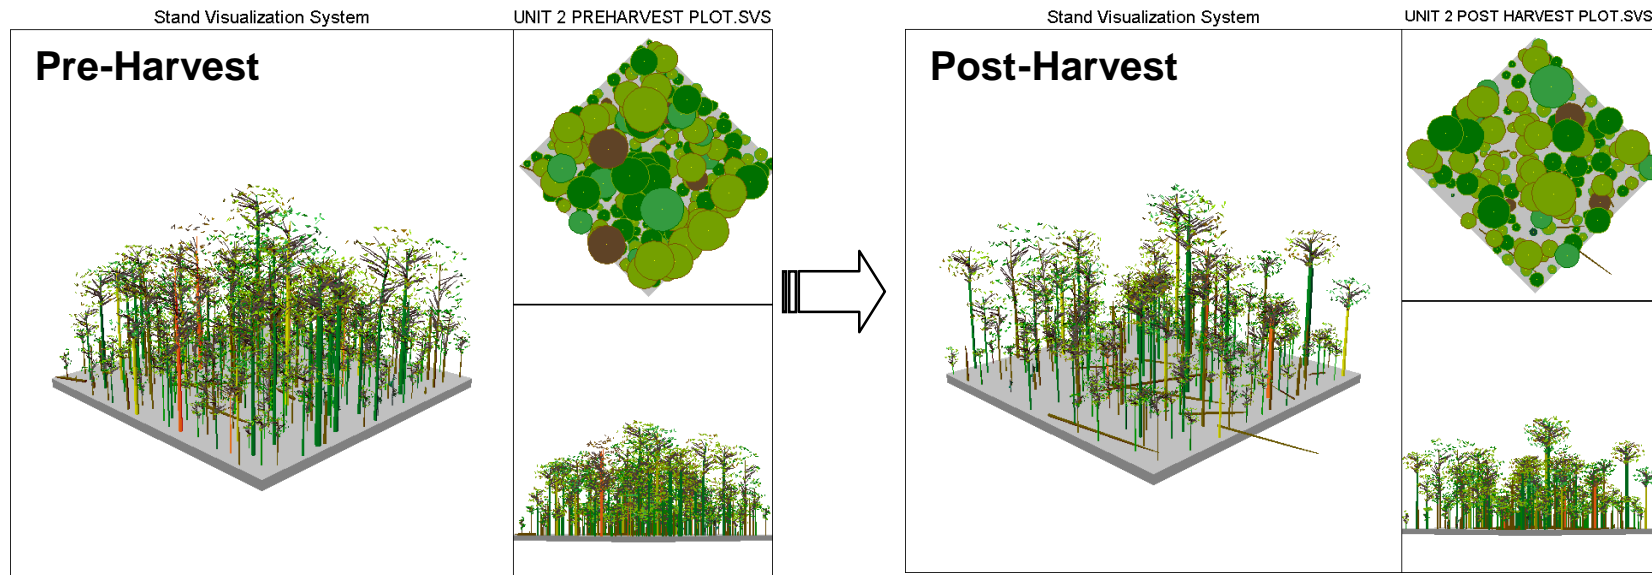 Stand Visualization System
UNIT 2 PREHARVEST PLOT.SVS
Pre-Harvest
Stand Visualization System
UNIT 2 POST HARVEST PLOT.SVS
Post-Harvest